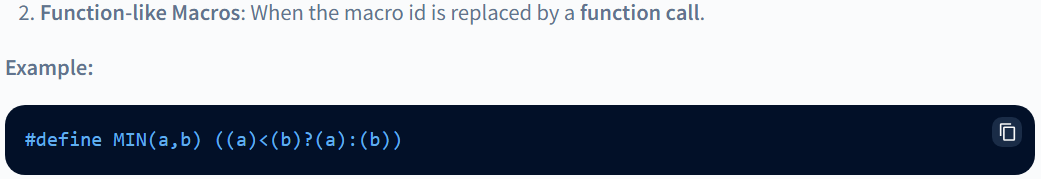 2. Function-like Macros: When the macro id is replaced by a function call.
Example:
#define MIN(a,b) ((a)<(b)?(a):(b))